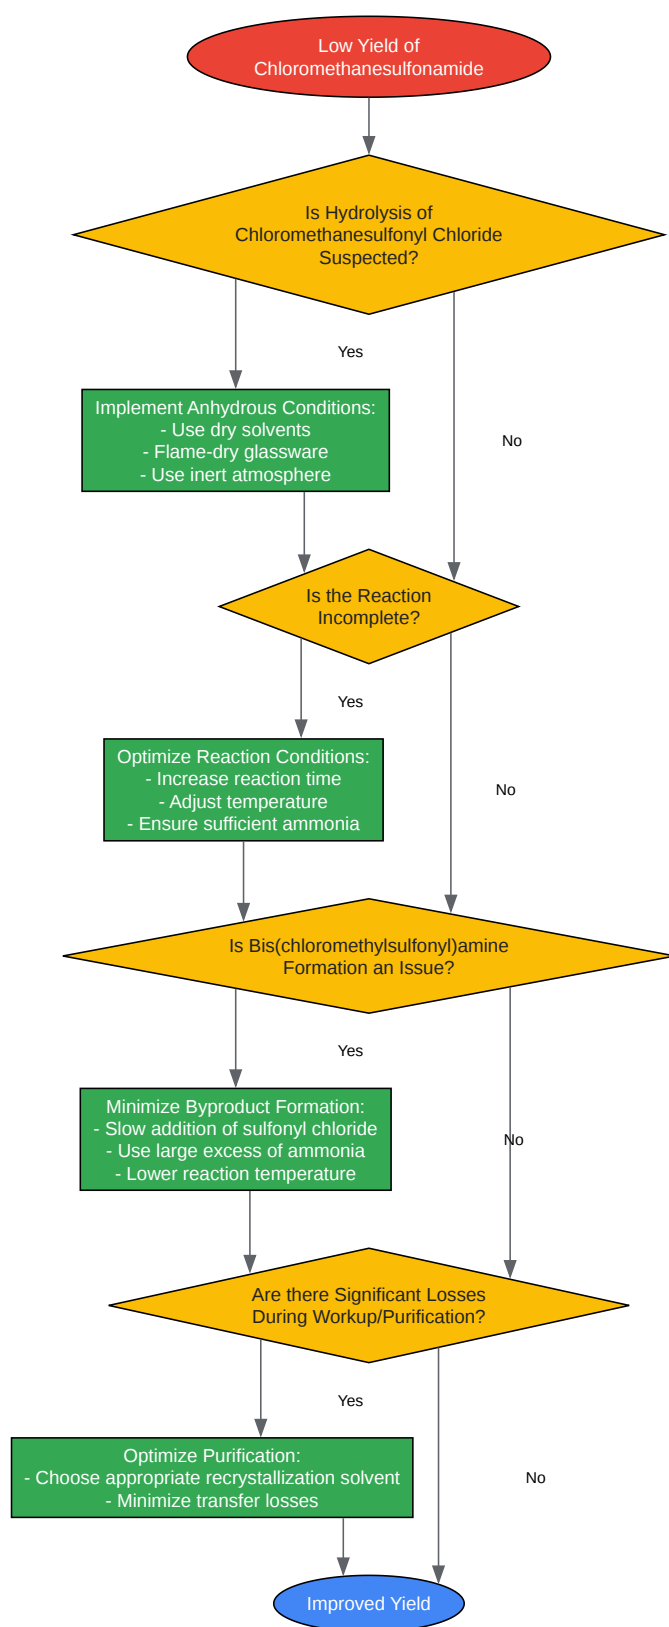 Low Yield of
Chloromethanesulfonamide
Is Hydrolysis of
Chloromethanesulfonyl Chloride
Suspected?
Yes
Implement Anhydrous Conditions:
- Use dry solvents
- Flame-dry glassware
- Use inert atmosphere
No
Is the Reaction
Incomplete?
Yes
Optimize Reaction Conditions:
- Increase reaction time
- Adjust temperature
- Ensure sufficient ammonia
No
Is Bis(chloromethylsulfonyl)amine
Formation an Issue?
Yes
Minimize Byproduct Formation:
- Slow addition of sulfonyl chloride
- Use large excess of ammonia
- Lower reaction temperature
No
Are there Significant Losses
During Workup/Purification?
Yes
Optimize Purification:
- Choose appropriate recrystallization solvent
- Minimize transfer losses
No
Improved Yield